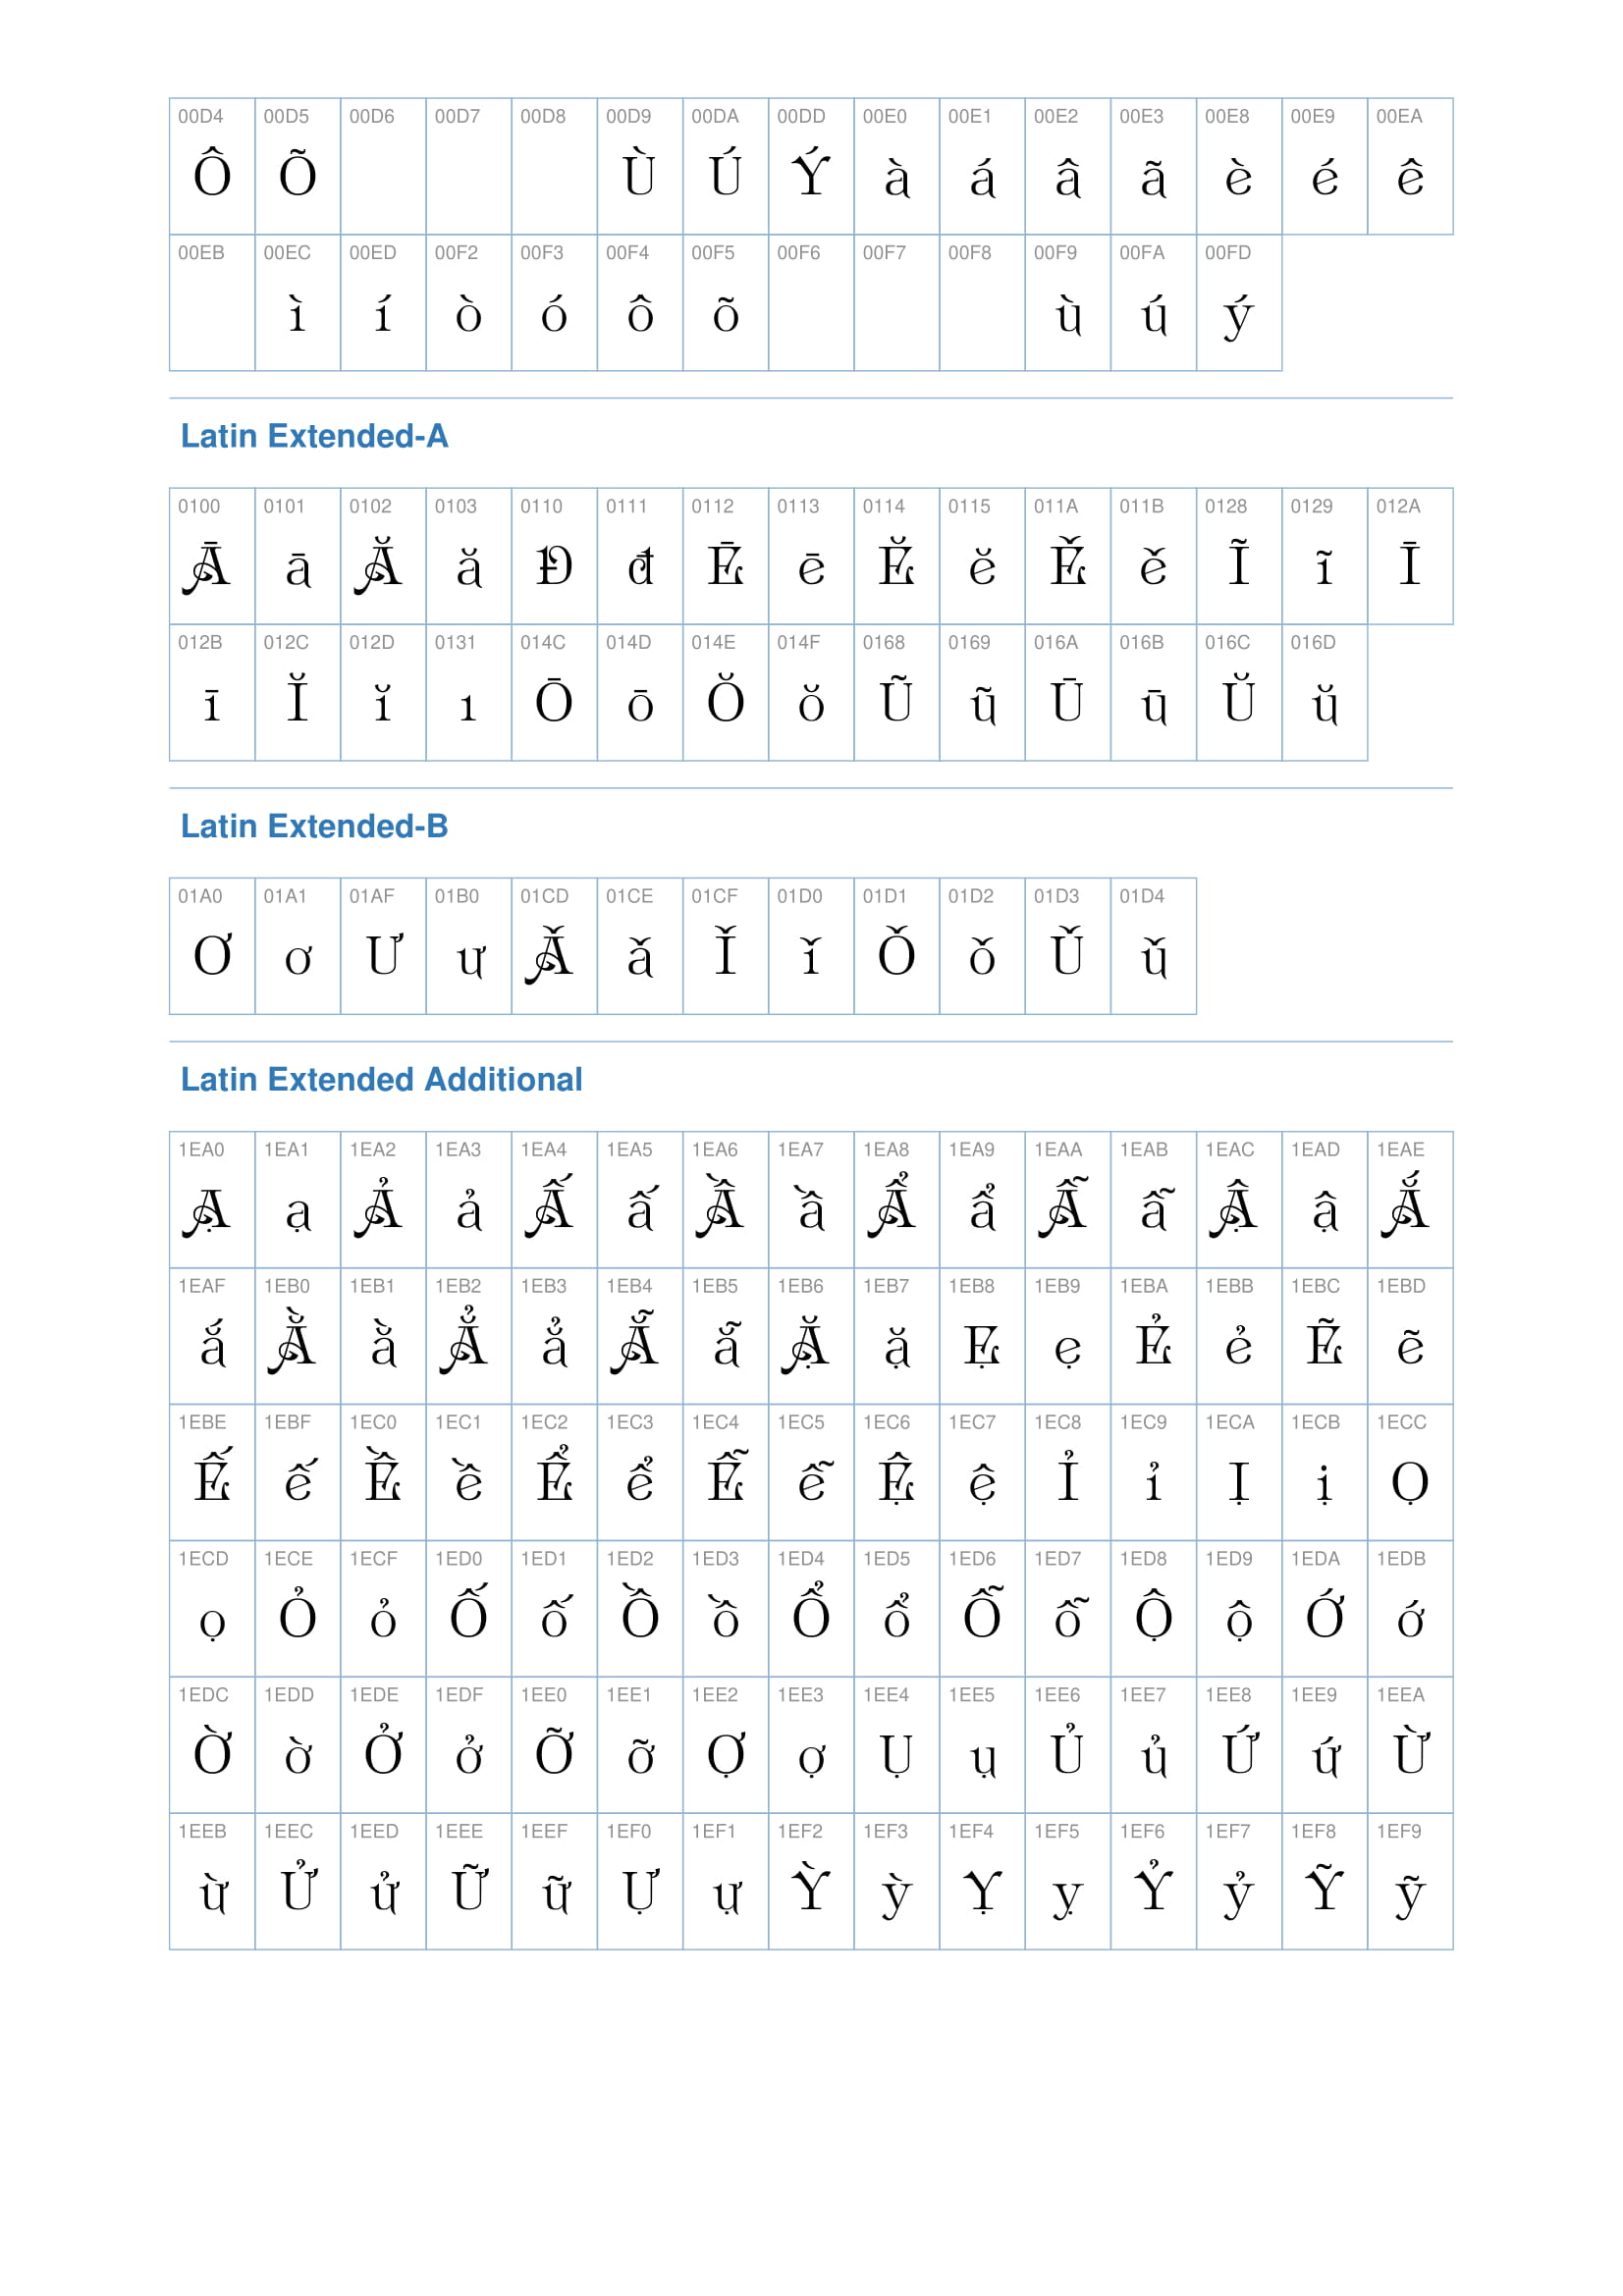 00D4 00D5 00D6 00D7 00D8 00D9 00DA 00DD 00E0 00E1 00E2 00E3 00E8 00E9 00EA
Ô Õ Ù Ú Ý à á â ã è é ê
00EB 00EC 00ED 00F2 00F3 00F4 00F5 00F6 00F7 00F8 00F9 00FA 00FD
ì í ò ó ô õ ù ú ý
Latin Extended-A
0100 0101 0102 0103 0110 0111 0112 0113 0114 0115 011A 011B 0128 0129 012A
Ā ā Ă ă Đ đ Ē ē Ĕ ĕ Ě ě Ĩ ĩ Ī
012B 012C 012D 0131 014C 014D 014E 014F 0168 0169 016A 016B 016C 016D
ī Ĭ ĭ ı Ō ō Ŏ ŏ Ũ ũ Ū ū Ŭ ŭ
Latin Extended-B
01A0 01A1 01AF 01B0 01CD 01CE 01CF 01D0 01D1 01D2 01D3 01D4
Ơ ơ Ư ư Ǎ ǎ Ǐ ǐ Ǒ ǒ Ǔ ǔ
Latin Extended Additional
1EA0 1EA1 1EA2 1EA3 1EA4 1EA5 1EA6 1EA7 1EA8 1EA9 1EAA 1EAB 1EAC 1EAD 1EAE
Ạ ạ Ả ả Ấ ấ Ầ ầ Ẩ ẩ Ẫ ẫ Ậ ậ Ắ
1EAF 1EB0 1EB1 1EB2 1EB3 1EB4 1EB5 1EB6 1EB7 1EB8 1EB9 1EBA 1EBB 1EBC 1EBD
ắ Ằ ằ Ẳ ẳ Ẵ ẵ Ặ ặ Ẹ ẹ Ẻ ẻ Ẽ ẽ
1EBE 1EBF 1EC0 1EC1 1EC2 1EC3 1EC4 1EC5 1EC6 1EC7 1EC8 1EC9 1ECA 1ECB 1ECC
Ế ế Ề ề Ể ể Ễ ễ Ệ ệ Ỉ ỉ Ị ị Ọ
1ECD 1ECE 1ECF 1ED0 1ED1 1ED2 1ED3 1ED4 1ED5 1ED6 1ED7 1ED8 1ED9 1EDA 1EDB
ọ Ỏ ỏ Ố ố Ồ ồ Ổ ổ Ỗ ỗ Ộ ộ Ớ ớ
1EDC 1EDD 1EDE 1EDF 1EE0 1EE1 1EE2 1EE3 1EE4 1EE5 1EE6 1EE7 1EE8 1EE9 1EEA
Ờ ờ Ở ở Ỡ ỡ Ợ ợ Ụ ụ Ủ ủ Ứ ứ Ừ
1EEB 1EEC 1EED 1EEE 1EEF 1EF0 1EF1 1EF2 1EF3 1EF4 1EF5 1EF6 1EF7 1EF8 1EF9
ừ Ử ử Ữ ữ Ự ự Ỳ ỳ Ỵ ỵ Ỷ ỷ Ỹ ỹ